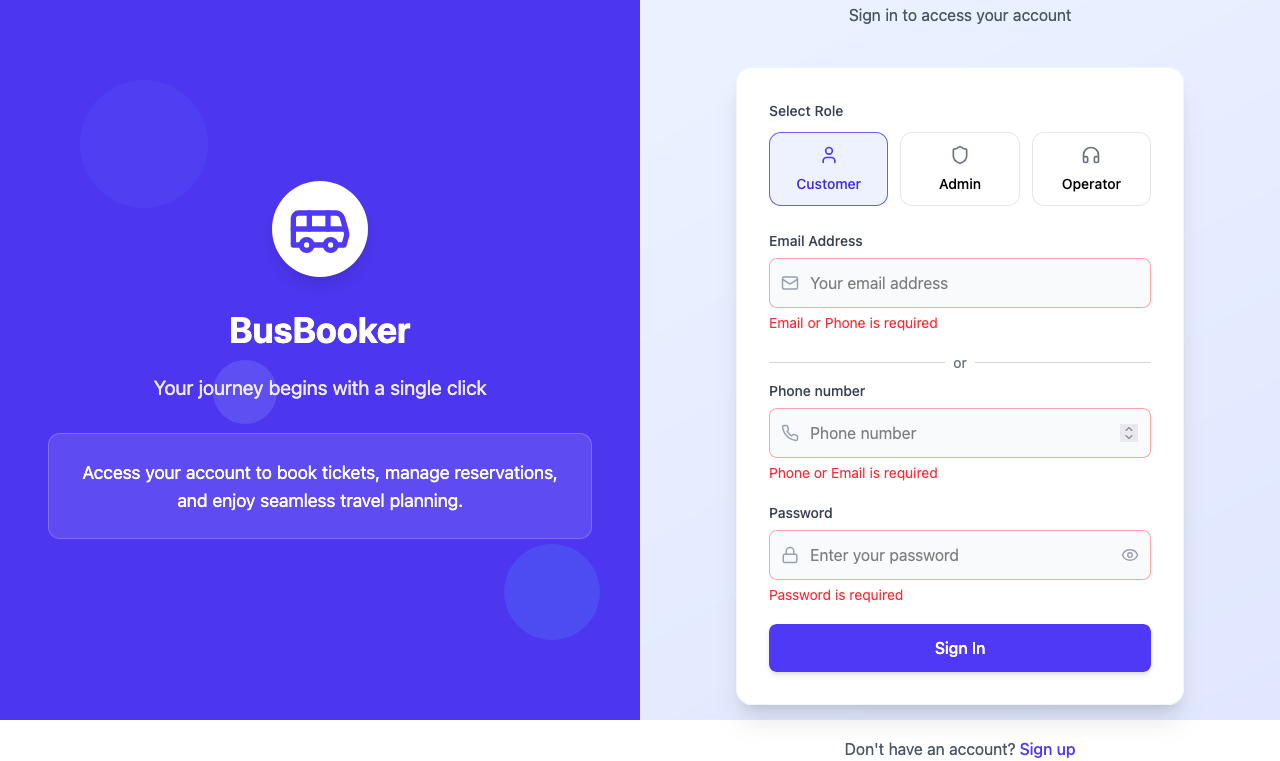 BusBooker
Your journey begins with a single click
Access your account to book tickets, manage reservations,
and enjoy seamless travel planning.
Sign in to access your account
Select Role
Customer
Admin
Operator
Email Address
Your email address
Email or Phone is required
or
Phone number
Phone number
Phone or Email is required
Password
Enter your password
Password is required
Sign In
Don't have an account? Sign up